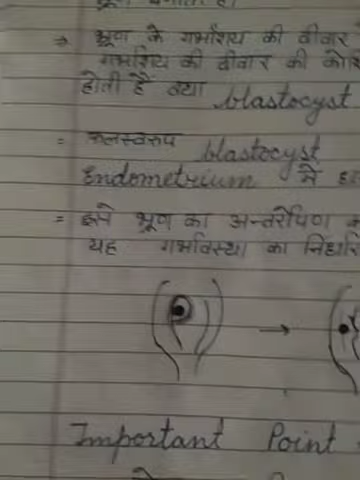 ⇒ भ्रूण के गर्भाशय की दीवार
गर्भाशय की दीवार की कोशि
होती है तथा blastocyst
= फलस्वरूप blastocyst
Endometrium में
= इसे भ्रूण का अन्तर्रोपण
यह गर्भावस्था का निर्धार
→
Important Point